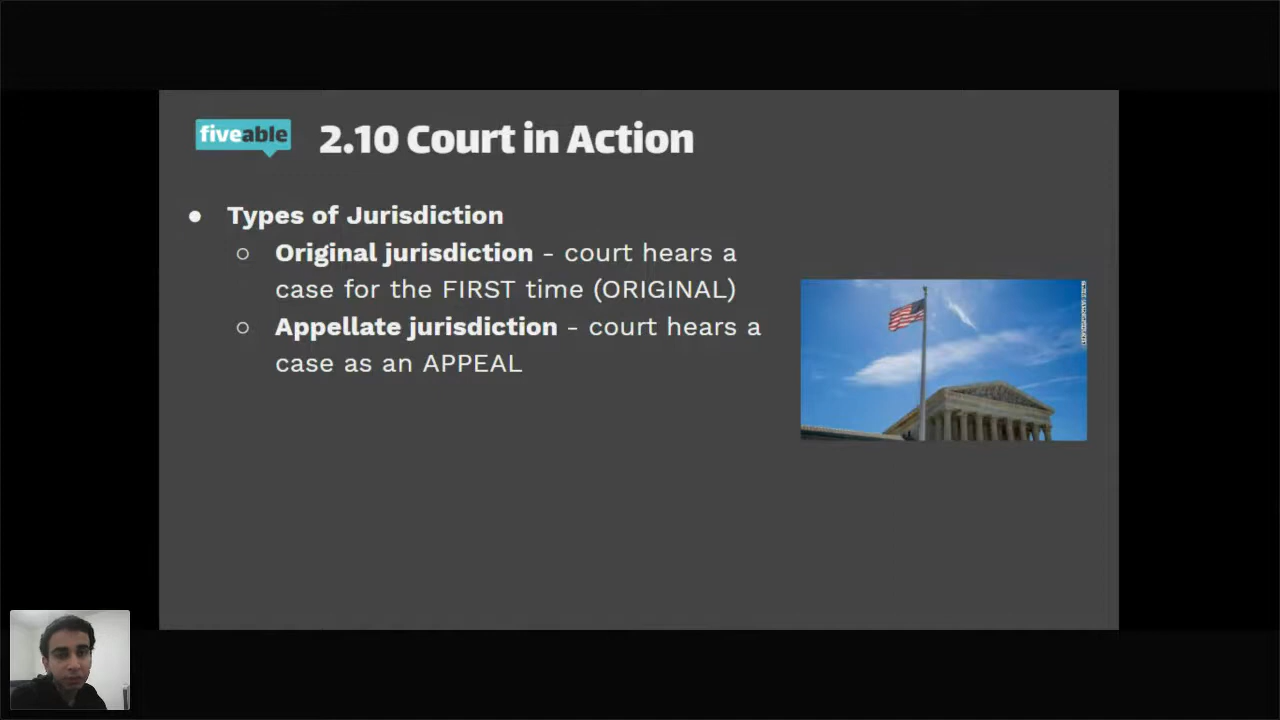 fiveable
2.10 Court in Action
● Types of Jurisdiction
○ Original jurisdiction - court hears a
case for the FIRST time (ORIGINAL)
○ Appellate jurisdiction - court hears a
case as an APPEAL